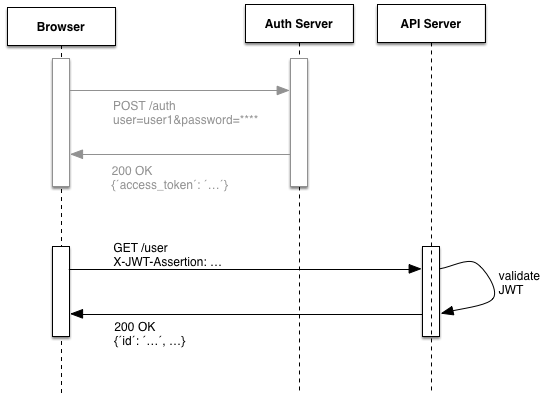 Browser
Auth Server
API Server
POST /auth
user=user1&password=****
200 OK
{´access_token´: ´…´}
GET /user
X-JWT-Assertion: …
validate
JWT
200 OK
{´id´: ´…´, …}